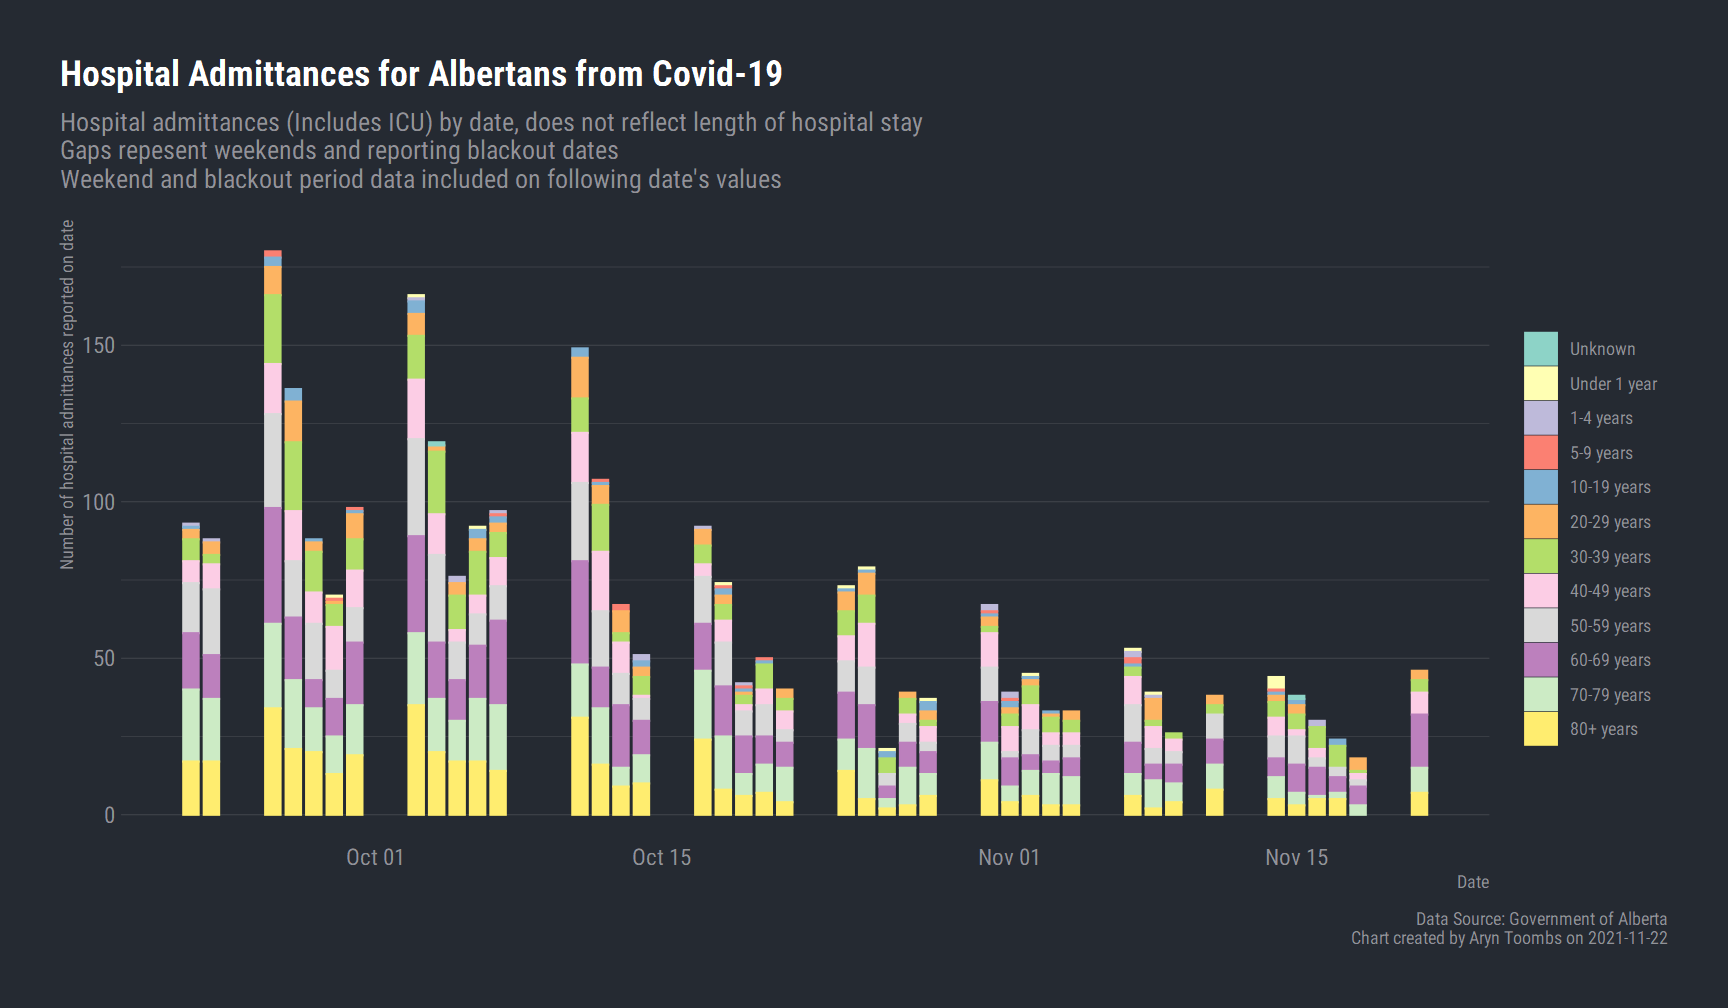 Hospital Admittances for Albertans from Covid-19
Hospital admittances (Includes ICU) by date, does not reflect length of hospital stay
Gaps repesent weekends and reporting blackout dates
Weekend and blackout period data included on following date's values
Number of hospital admittances reported on date
150
100
50
0
Oct 01
Oct 15
Nov 01
Nov 15
Date
Unknown
Under 1 year
1-4 years
5-9 years
10-19 years
20-29 years
30-39 years
40-49 years
50-59 years
60-69 years
70-79 years
80+ years
Data Source: Government of Alberta
Chart created by Aryn Toombs on 2021-11-22